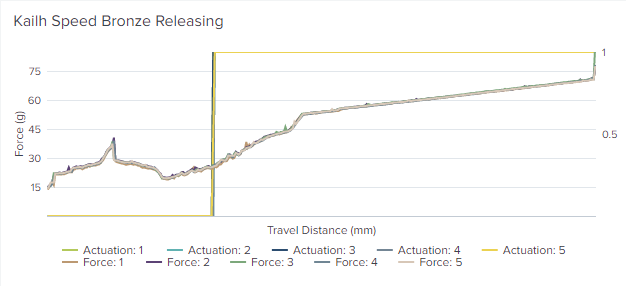 Kailh Speed Bronze Releasing
75
60
45
30
15
Force (g)
1
0.5
Travel Distance (mm)
Actuation: 1 Actuation: 2 Actuation: 3 Actuation: 4 Actuation: 5
Force: 1 Force: 2 Force: 3 Force: 4 Force: 5